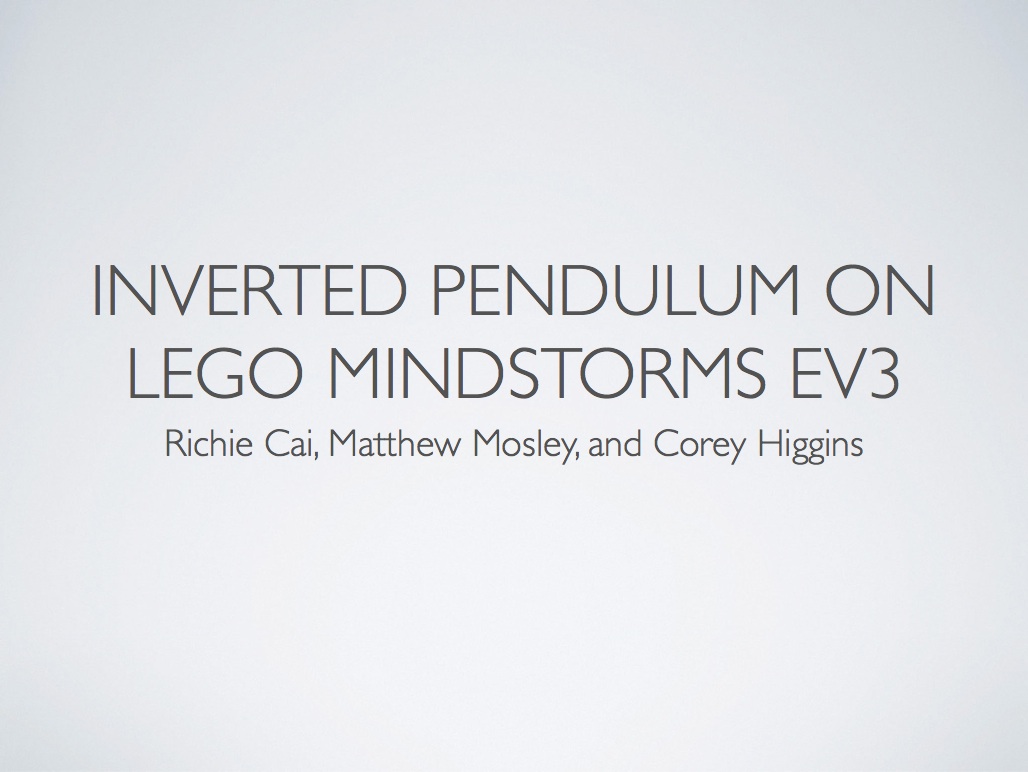 INVERTED PENDULUM ON
LEGO MINDSTORMS EV3
Richie Cai, Matthew Mosley, and Corey Higgins